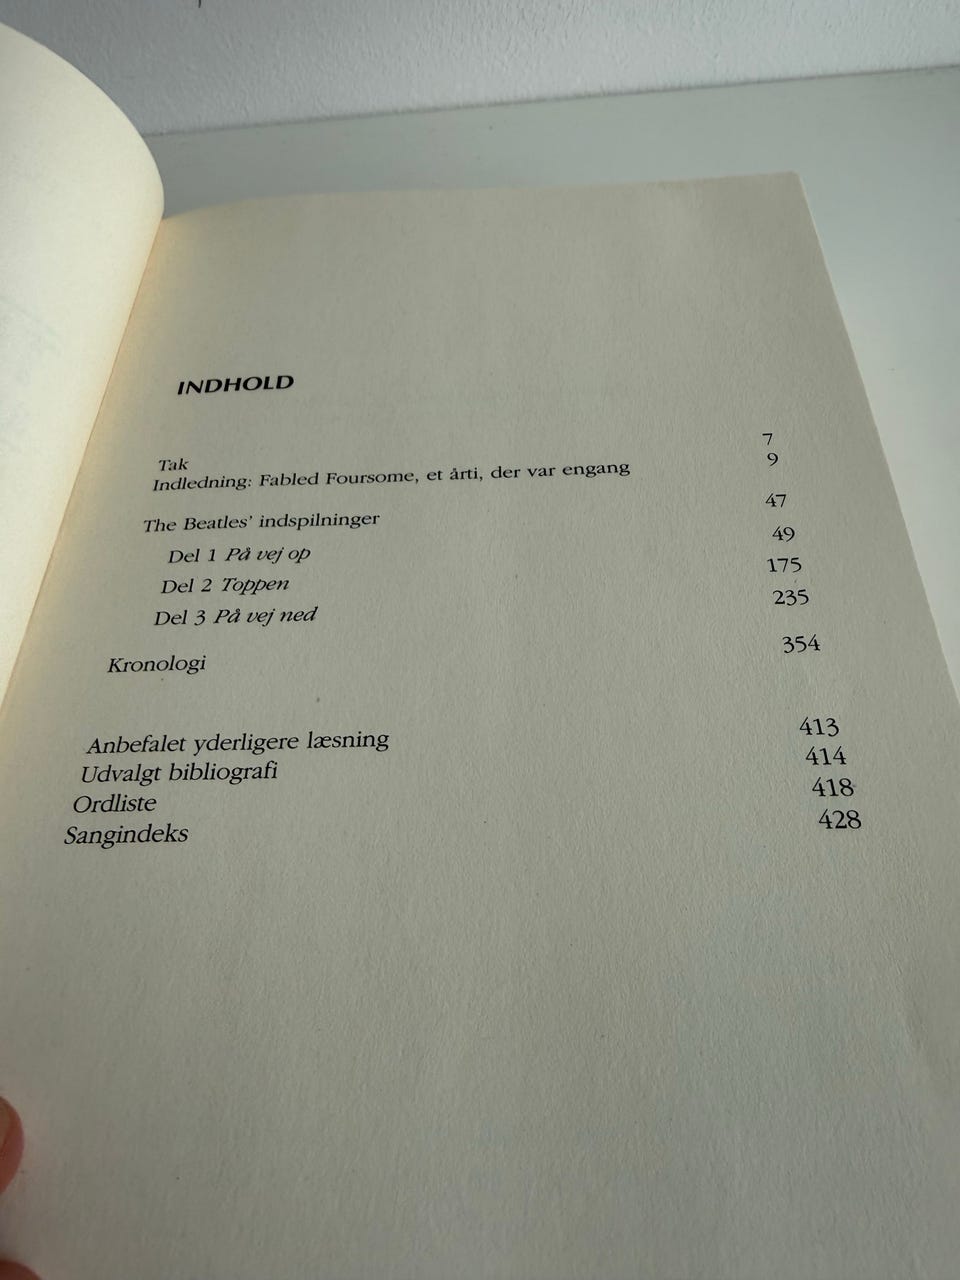 INDHOLD
Tak 7
Indledning: Fabled Foursome, et årti, der var engang 9
The Beatles' indspilninger 47
Del 1 På vej op 49
Del 2 Toppen 175
Del 3 På vej ned 235
Kronologi 354
Anbefalet yderligere læsning 413
Udvalgt bibliografi 414
Ordliste 418
Sangindeks 428